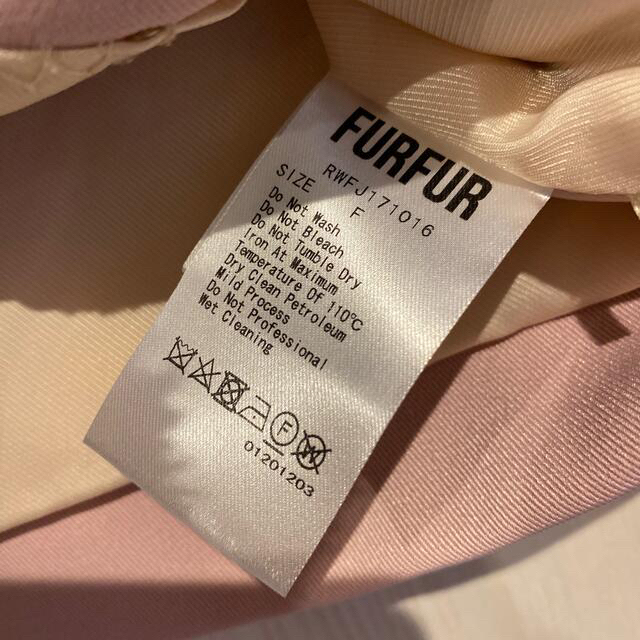 FURFUR
RWFJ171016
SIZE F
Do Not Wash
Do Not Bleach
Do Not Tumble Dry
Iron At Maximum
Temperature Of 110℃
Dry Clean Petroleum
Mild Process
Do Not Professional
Wet Cleaning
F W
01201203